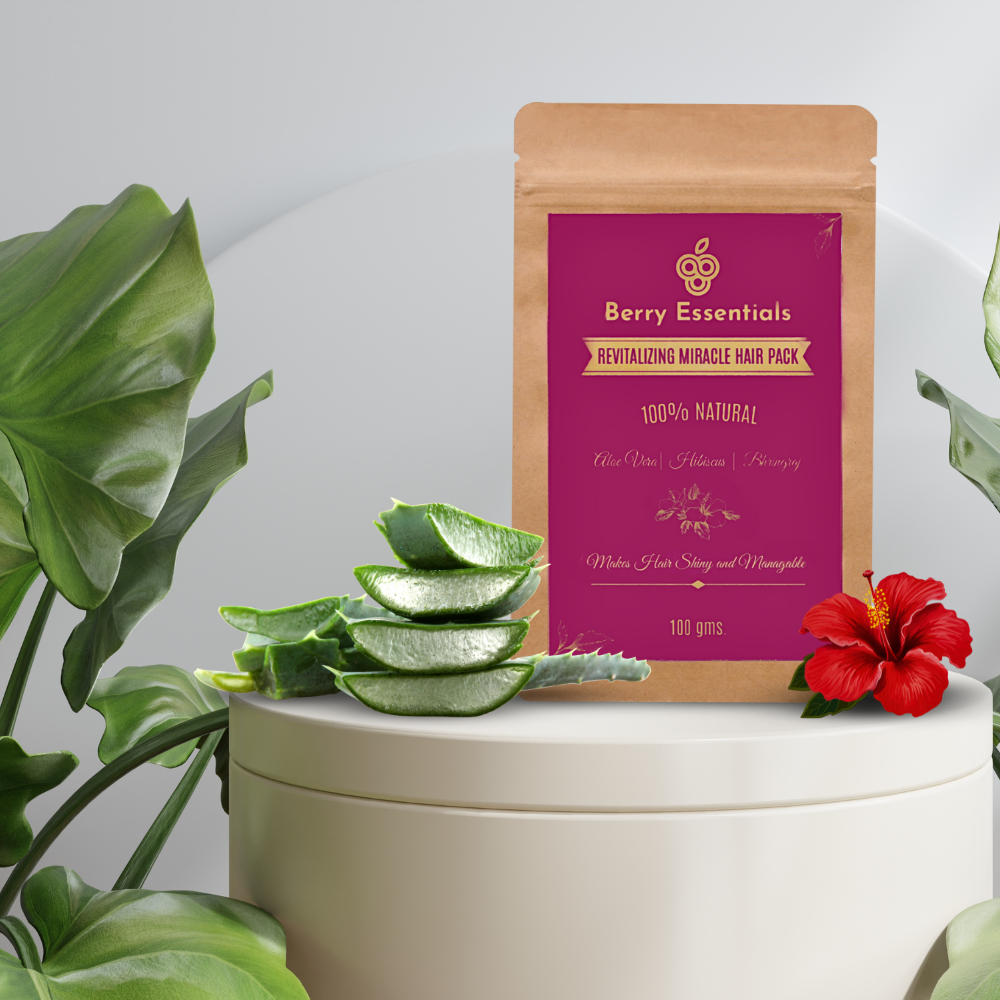 Berry Essentials
REVITALIZING MIRACLE HAIR PACK
100% NATURAL
Aloe Vera | Hibiscus | Bhringraj
Makes Hair Shiny and Managable
100 gms.